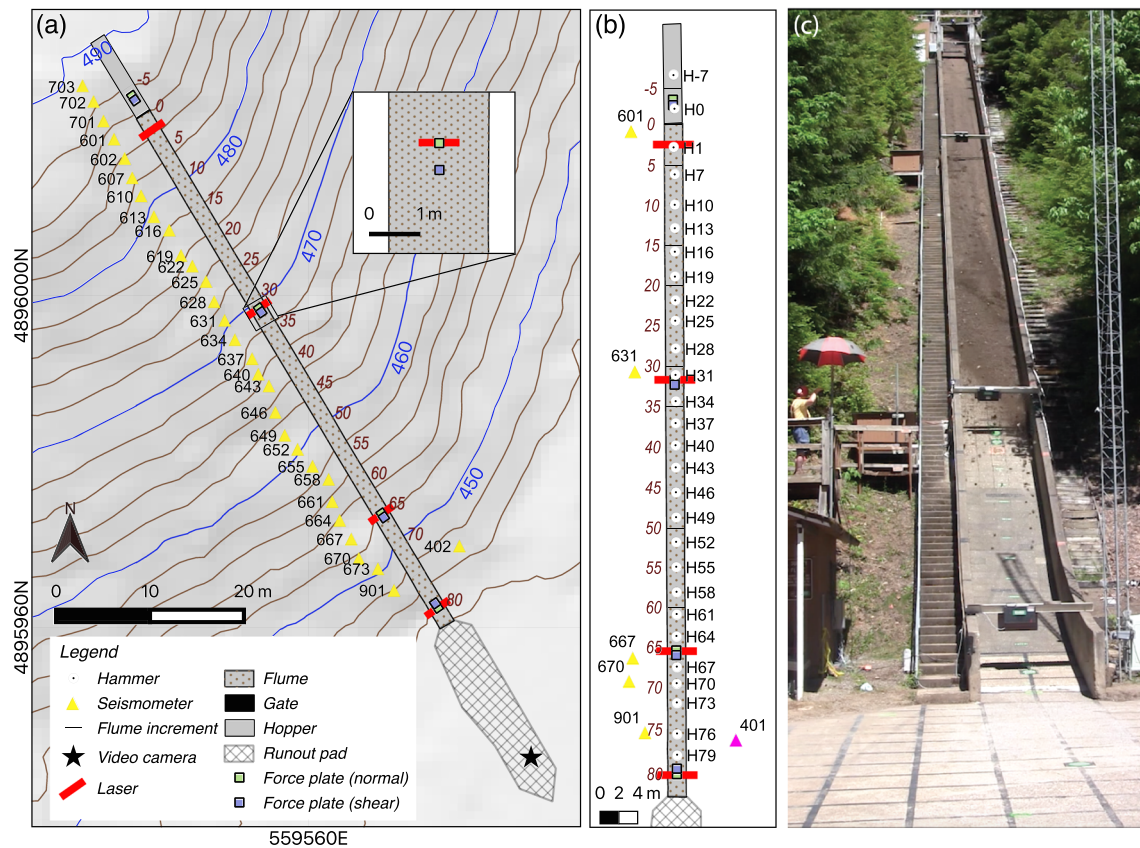 (a)
490
703
-5
702
0
701
5
601
480
602
10
607
610
15
613
616
20
619
622
25
625
470
628
30
631
35
634
40
637
640
460
643
45
646
50
649
55
652
655
60
658
450
661
65
664
70
667
402
670
673
901
80
0 1 m
N
0 10 20 m
4896000N
4895960N
559560E
Legend
Hammer
Seismometer
Flume increment
Video camera
Laser
Flume
Gate
Hopper
Runout pad
Force plate (normal)
Force plate (shear)
(b)
H-7
-5
H0
0
601
H1
5
H7
10
H10
H13
15
H16
H19
20
H22
25
H25
H28
631
30
H31
35
H34
H37
40
H40
H43
45
H46
H49
50
H52
55
H55
H58
60
H61
H64
667
65
H67
670
70
H70
H73
901
75
H76
401
H79
80
0 2 4 m
(c)